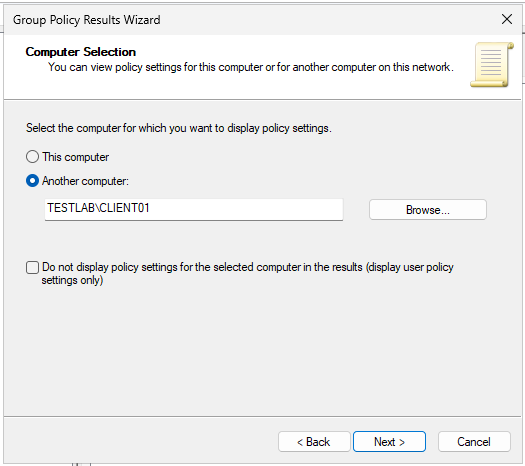 Group Policy Results Wizard
Computer Selection
You can view policy settings for this computer or for another computer on this network.
Select the computer for which you want to display policy settings.
This computer
Another computer:
TESTLAB\CLIENT01
Browse...
Do not display policy settings for the selected computer in the results (display user policy
settings only)
< Back
Next >
Cancel